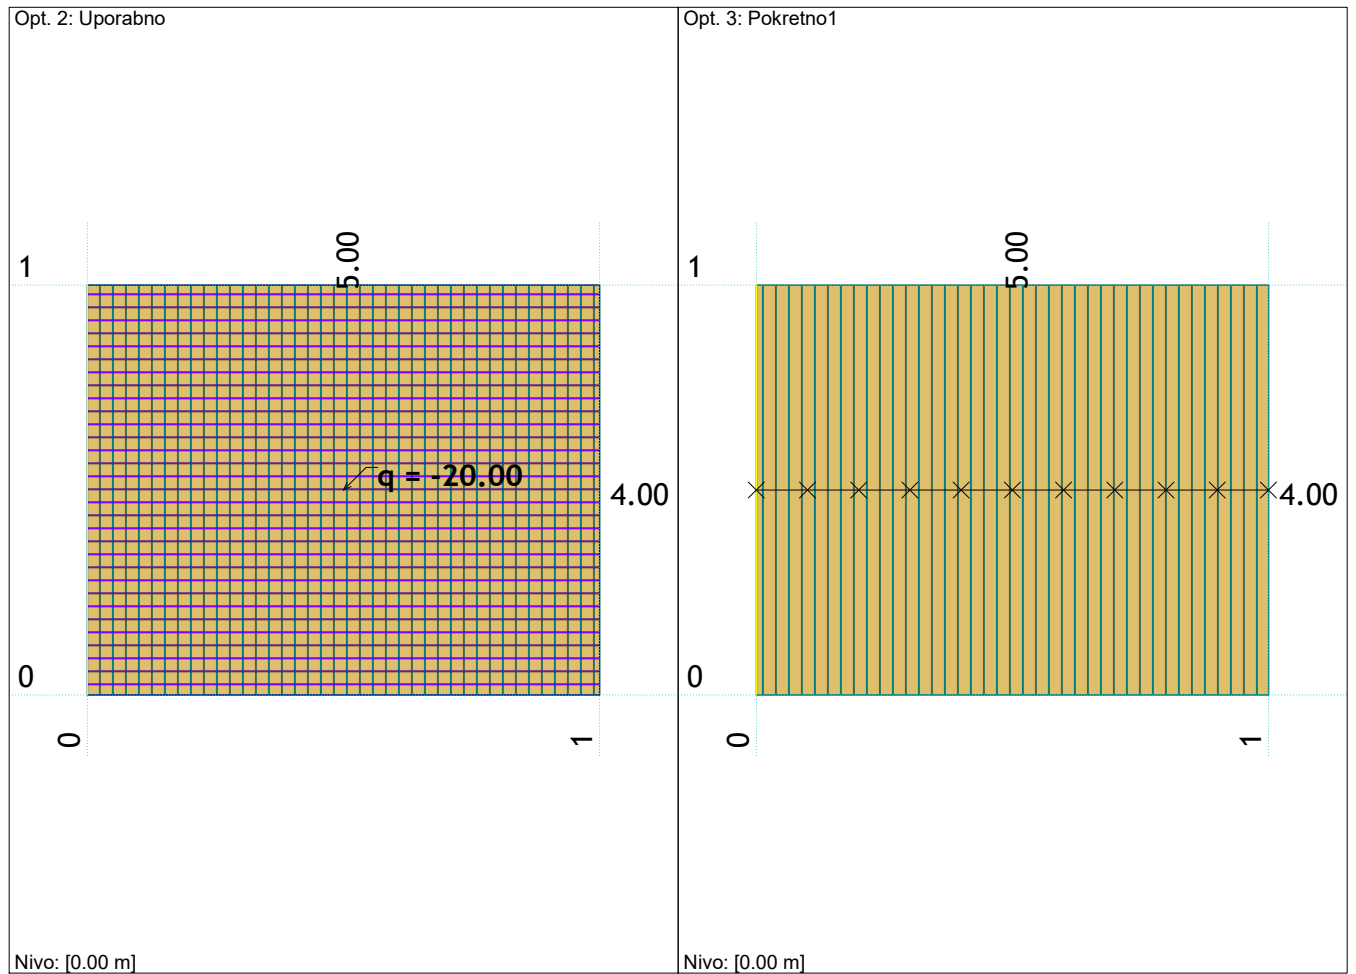 Opt. 2: Uporabno
5.00
1
q = -20.00
4.00
0
0
1
Nivo: [0.00 m]
Opt. 3: Pokretno1
5.00
1
4.00
0
0
1
Nivo: [0.00 m]